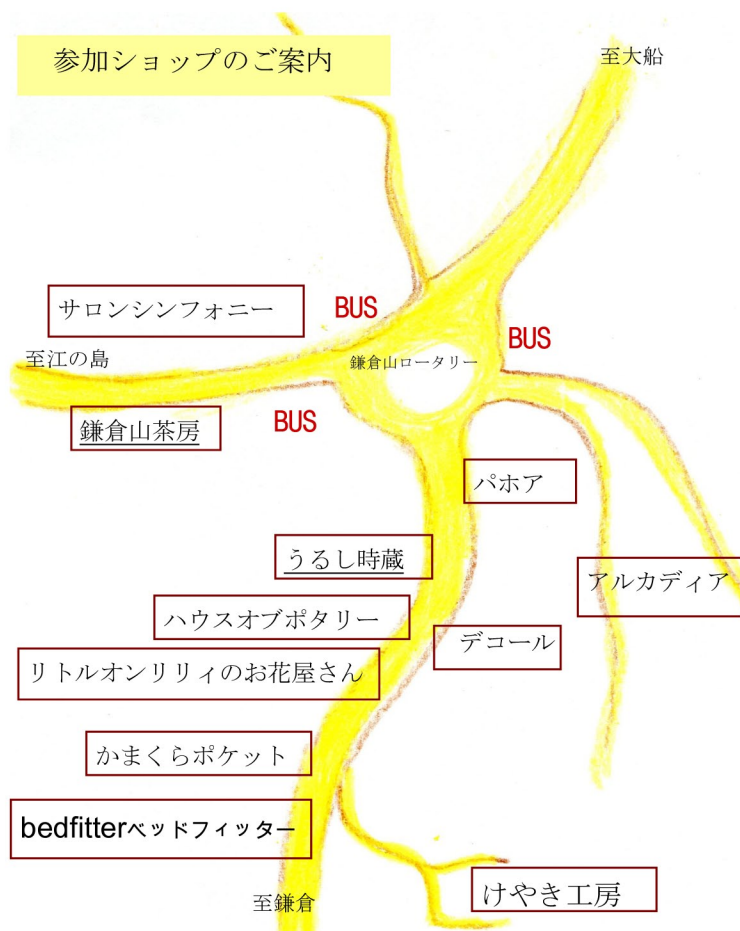 参加ショップのご案内
至大船
サロンシンフォニー
BUS
BUS
至江の島
鎌倉山ロータリー
鎌倉山茶房
BUS
パホア
うるし時蔵
アルカディア
ハウスオブポタリー
デコール
リトルオンリリィのお花屋さん
かまくらポケット
bedfitterベッドフィッター
けやき工房
至鎌倉